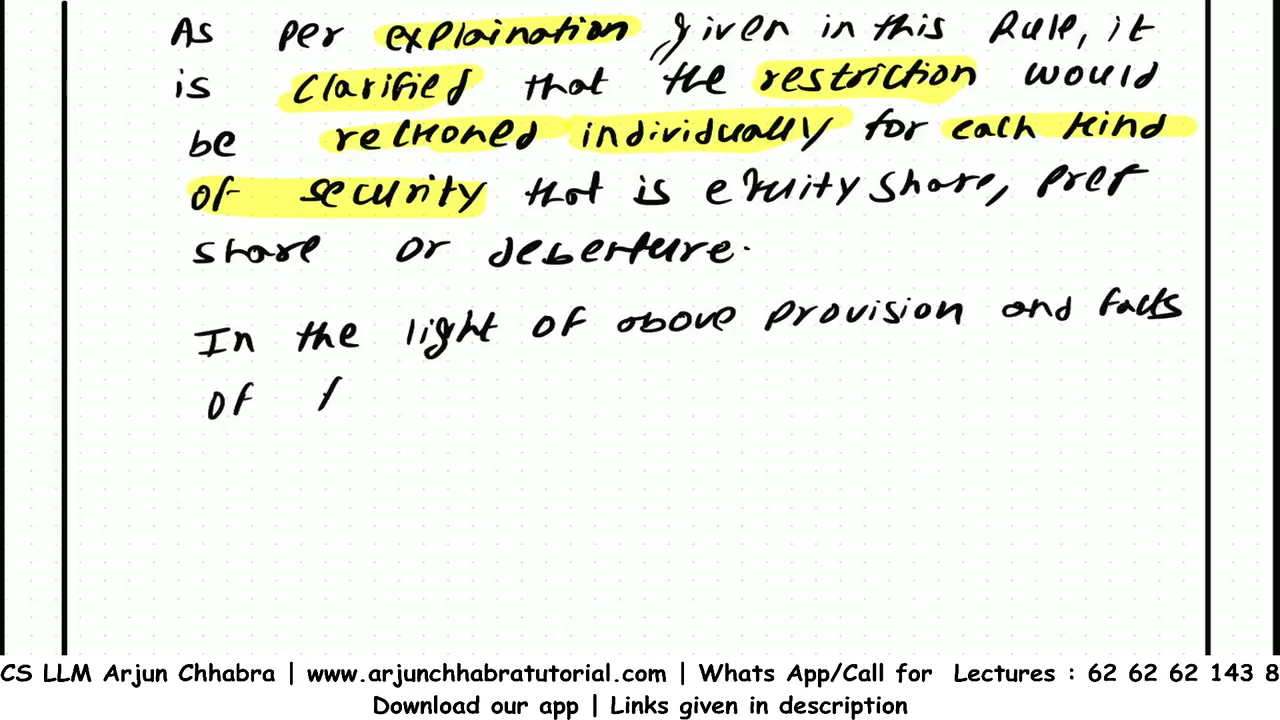 As per explaination given in this Rule, it
is clarified that the restriction would
be reckoned individually for each kind
of security that is equity share, pref
share or debenture.
In the light of above provision and facts
of
CS LLM Arjun Chhabra | www.arjunchhabratutorial.com | Whats App/Call for Lectures : 62 62 62 143 8
Download our app | Links given in description